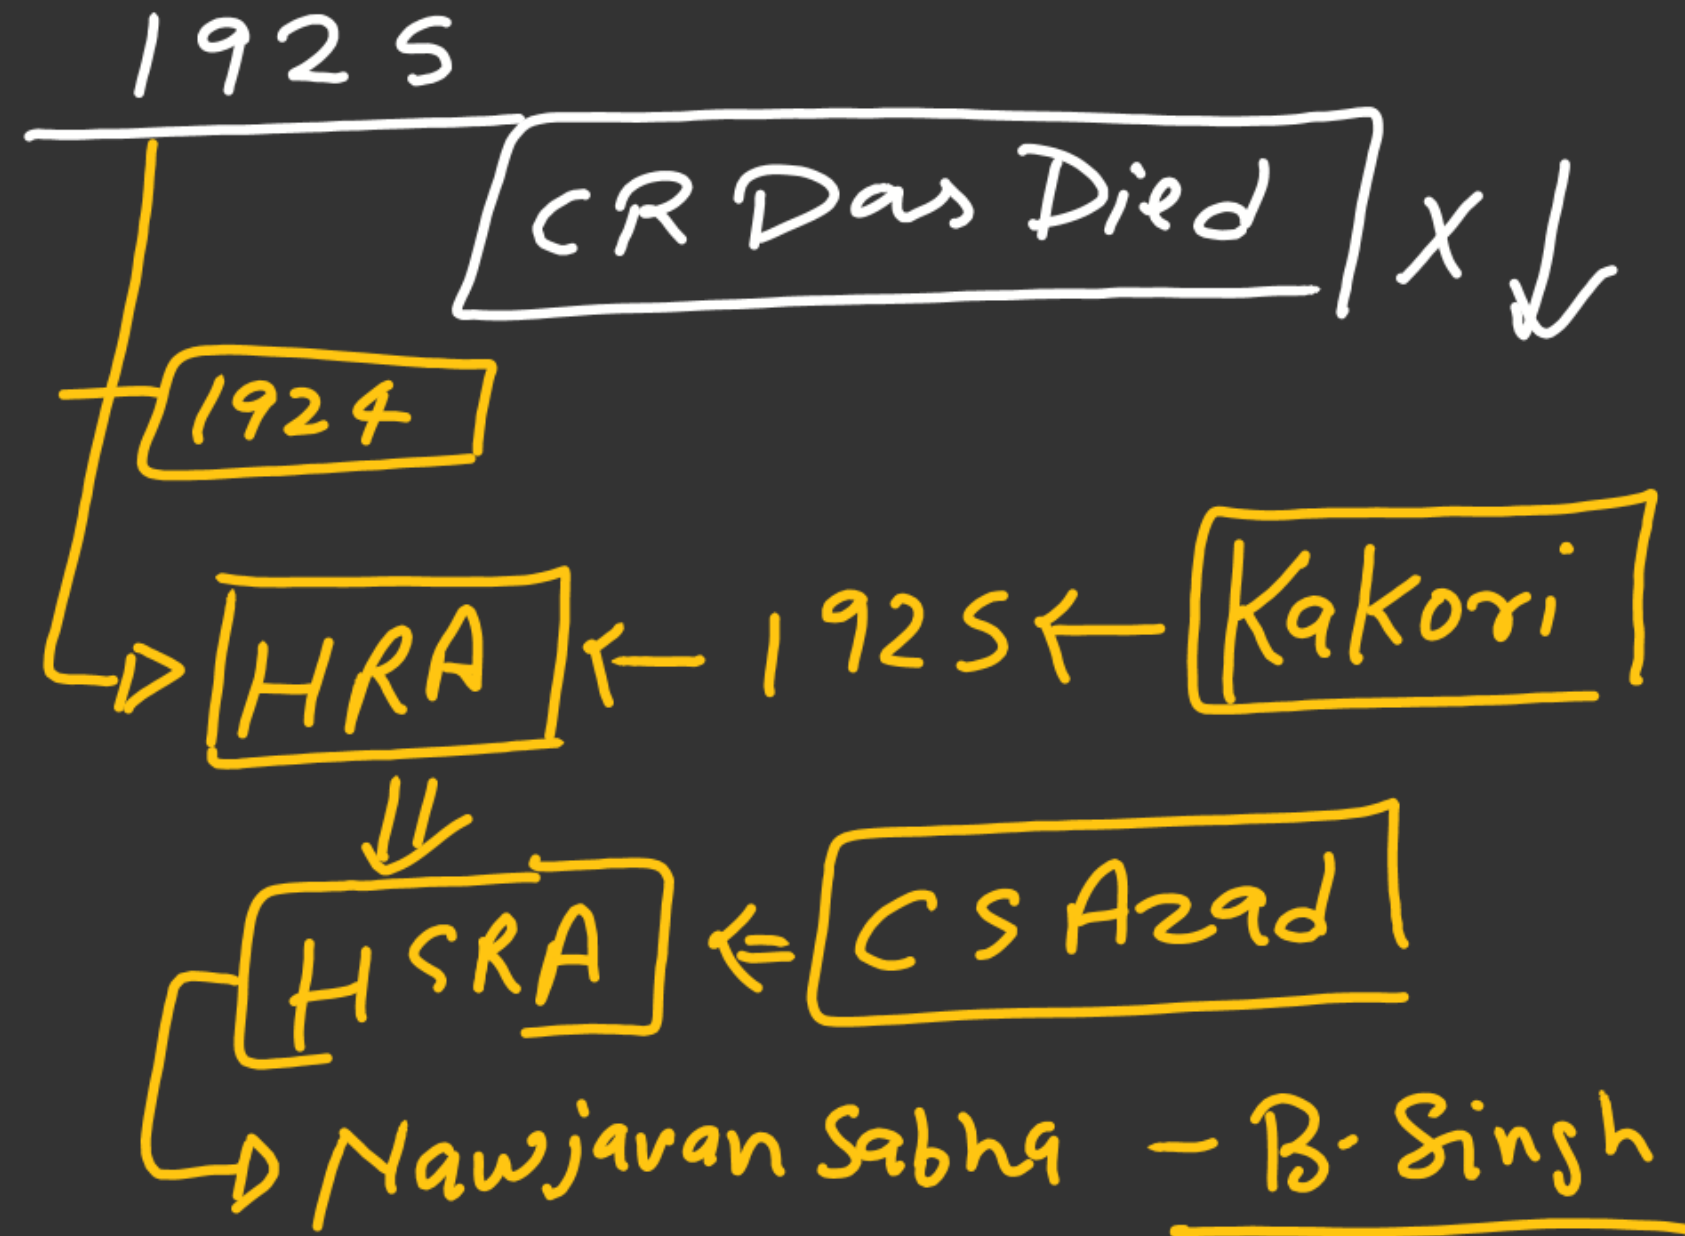 1925
CR Das Died X ↓
1924
HRA ← 1925 ← Kakori
HSRA ⇐ CS Azad
Nawjavan Sabha - B. Singh